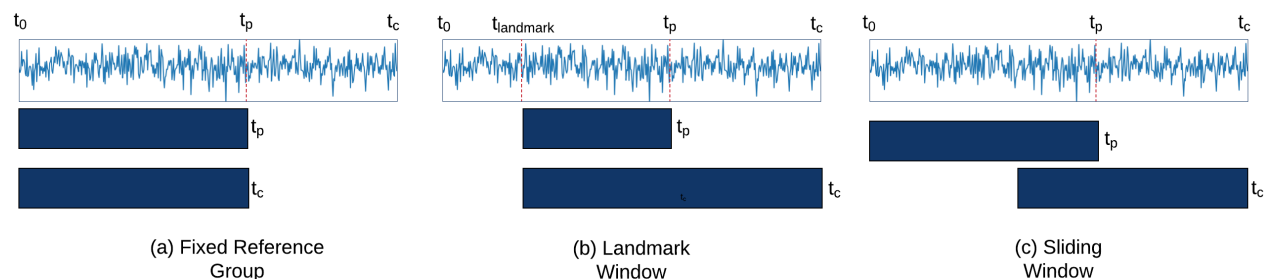 t0 tp tc
tp
tc
(a) Fixed Reference
Group
t0 tlandmark tp tc
tp
tc
tc
(b) Landmark
Window
t0 tp tc
tp
tc
(c) Sliding
Window